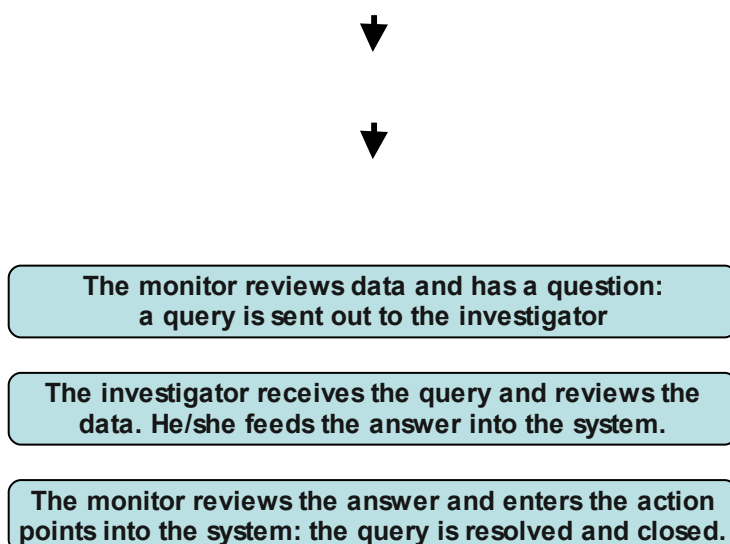 The monitor reviews data and has a question:
a query is sent out to the investigator
The investigator receives the query and reviews the
data. He/she feeds the answer into the system.
The monitor reviews the answer and enters the action
points into the system: the query is resolved and closed.